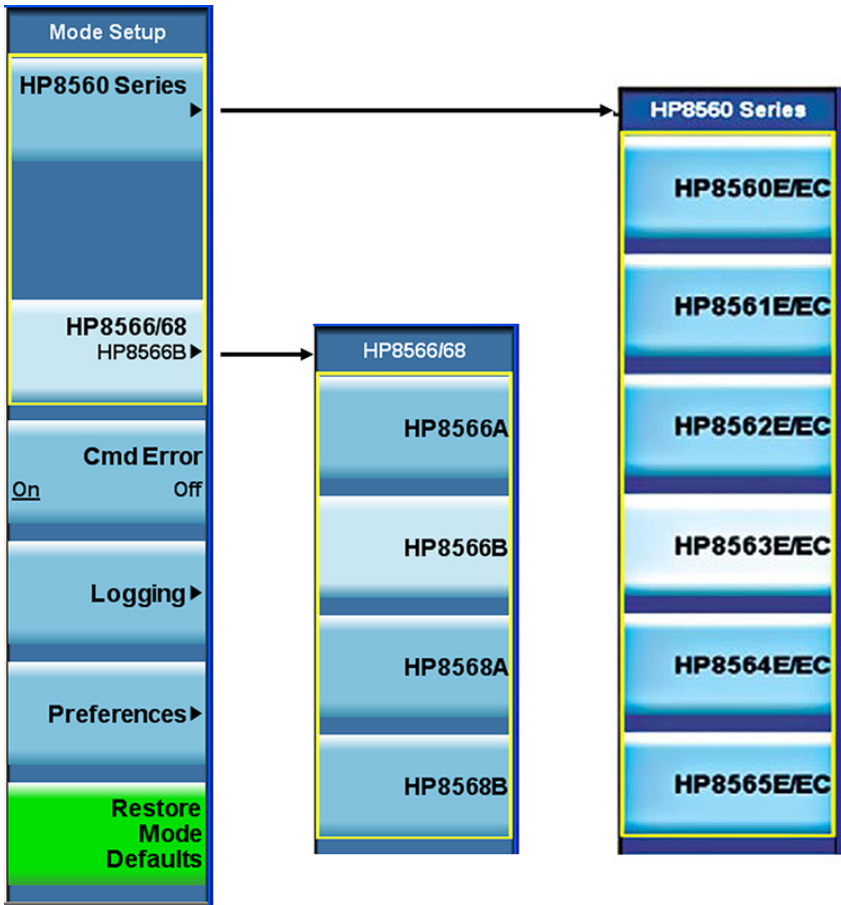 Mode Setup
HP8560 Series
HP8566/68
HP8566B
Cmd Error
On Off
Logging
Preferences
Restore
Mode
Defaults
HP8566/68
HP8566A
HP8566B
HP8568A
HP8568B
HP8560 Series
HP8560E/EC
HP8561E/EC
HP8562E/EC
HP8563E/EC
HP8564E/EC
HP8565E/EC